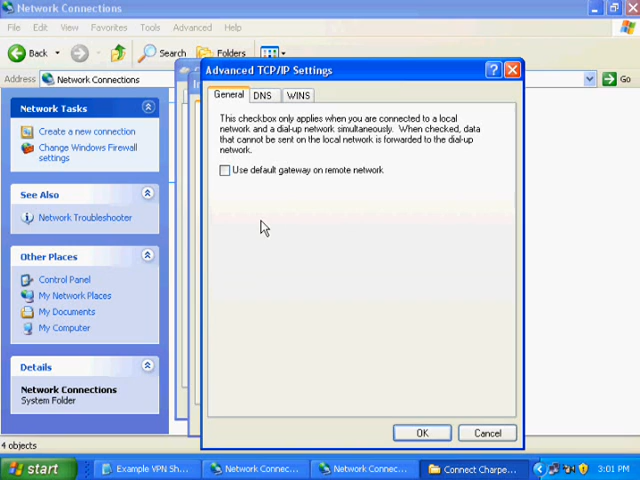 Network Connections
File Edit View Favorites Tools Advanced Help
Back Search Folders
Address Network Connections Go
Network Tasks
Create a new connection
Change Windows Firewall
settings
See Also
Network Troubleshooter
Other Places
Control Panel
My Network Places
My Documents
My Computer
Details
Network Connections
System Folder
Advanced TCP/IP Settings
General DNS WINS
This checkbox only applies when you are connected to a local
network and a dial-up network simultaneously. When checked, data
that cannot be sent on the local network is forwarded to the dial-up
network.
Use default gateway on remote network
OK Cancel
4 objects
start Example VPN Sh... Network Connec... Network Connec... Connect Charpe... 3:01 PM